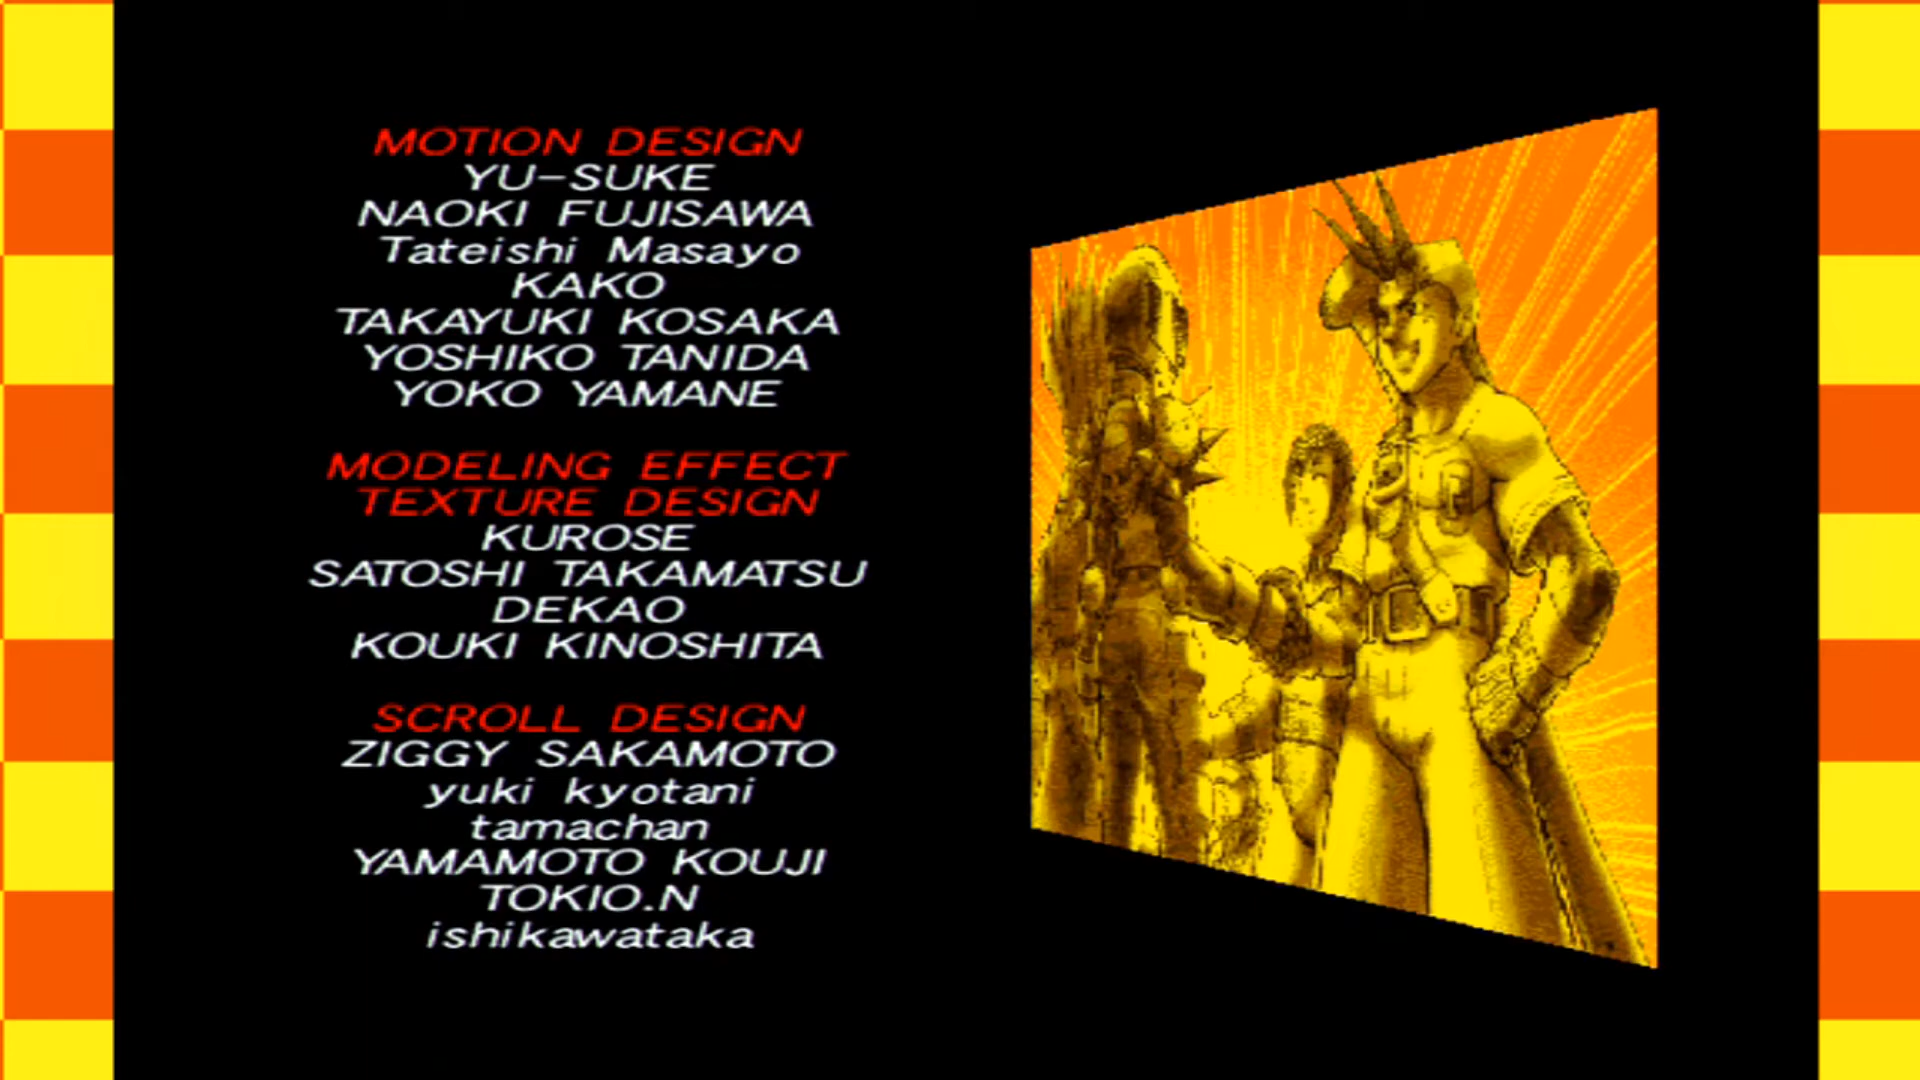 MOTION DESIGN
YU-SUKE
NAOKI FUJISAWA
Tateishi Masayo
KAKO
TAKAYUKI KOSAKA
YOSHIKO TANIDA
YOKO YAMANE
MODELING EFFECT
TEXTURE DESIGN
KUROSE
SATOSHI TAKAMATSU
DEKAO
KOUKI KINOSHITA
SCROLL DESIGN
ZIGGY SAKAMOTO
yuki kyotani
tamachan
YAMAMOTO KOUJI
TOKIO.N
ishikawataka